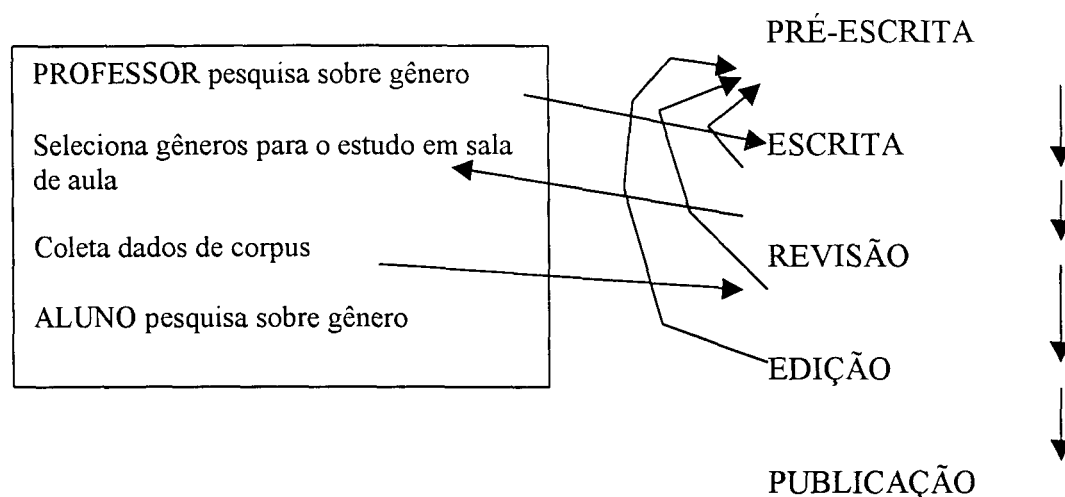 PRÉ-ESCRITA
PROFESSOR pesquisa sobre gênero
Seleciona gêneros para o estudo em sala
de aula
ESCRITA
Coleta dados de corpus
REVISÃO
ALUNO pesquisa sobre gênero
EDIÇÃO
PUBLICAÇÃO